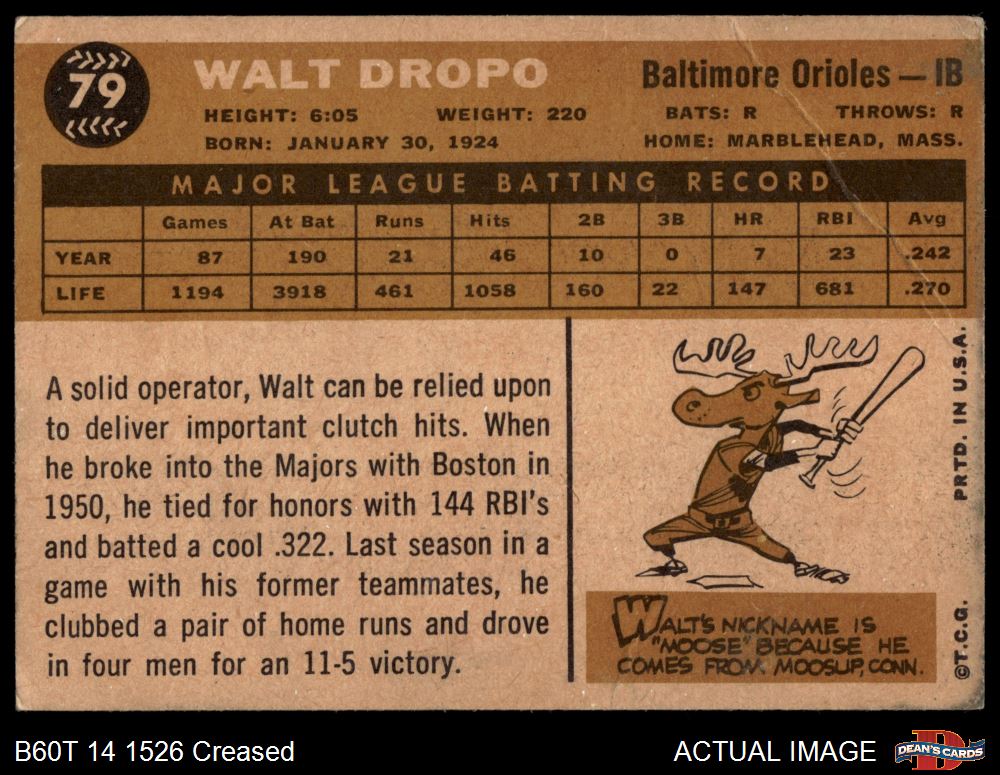 79
WALT DROPO
Baltimore Orioles — 1B
HEIGHT: 6:05 WEIGHT: 220 BATS: R THROWS: R
BORN: JANUARY 30, 1924 HOME: MARBLEHEAD, MASS.
MAJOR LEAGUE BATTING RECORD
Games At Bat Runs Hits 2B 3B HR RBI Avg
YEAR 87 190 21 46 10 0 7 23 .242
LIFE 1194 3918 461 1058 160 22 147 681 .270
A solid operator, Walt can be relied upon
to deliver important clutch hits. When
he broke into the Majors with Boston in
1950, he tied for honors with 144 RBI's
and batted a cool .322. Last season in a
game with his former teammates, he
clubbed a pair of home runs and drove
in four men for an 11-5 victory.
WALT'S NICKNAME IS
"MOOSE" BECAUSE HE
COMES FROM MOOSUP, CONN.
©T.C.G. PRTD. IN U.S.A.
B60T 14 1526 Creased
ACTUAL IMAGE
D
DEAN'S CARDS